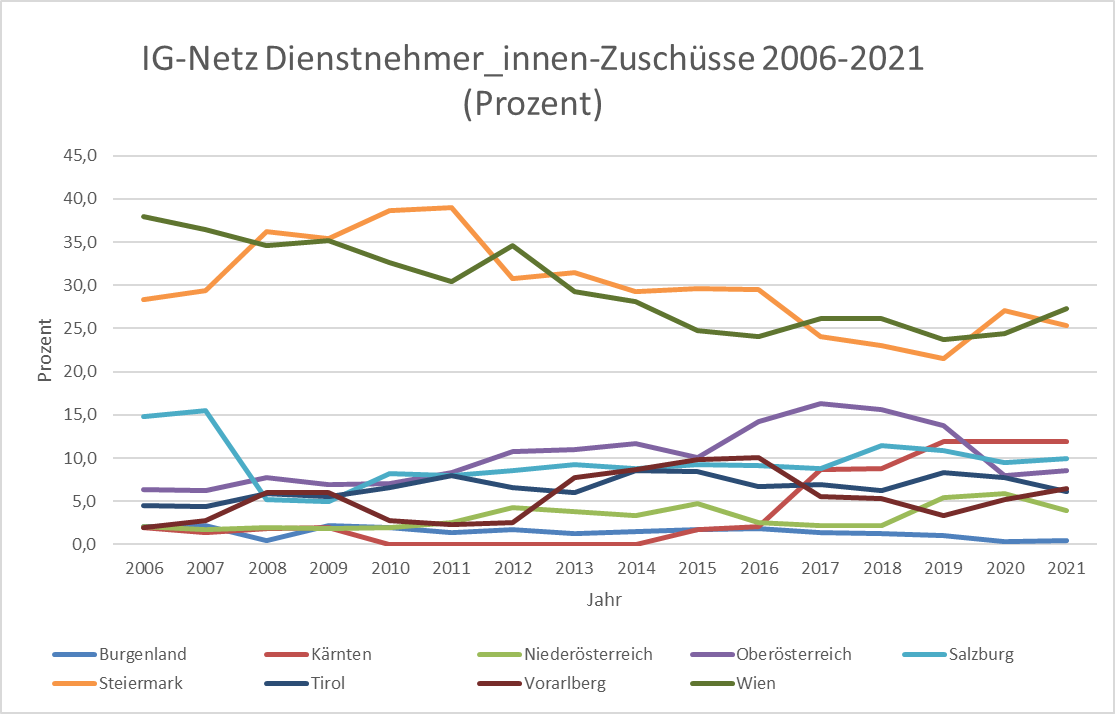 IG-Netz Dienstnehmer_innen-Zuschüsse 2006-2021
(Prozent)
45,0
40,0
35,0
30,0
25,0
20,0
15,0
10,0
5,0
0,0
Prozent
2006 2007 2008 2009 2010 2011 2012 2013 2014 2015 2016 2017 2018 2019 2020 2021
Jahr
Burgenland Kärnten Niederösterreich Oberösterreich Salzburg
Steiermark Tirol Vorarlberg Wien